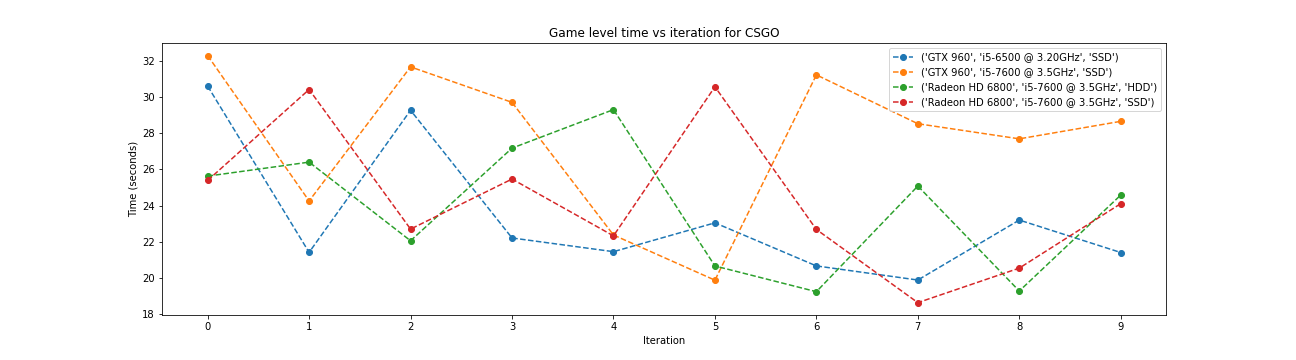 Game level time vs iteration for CSGO
('GTX 960', 'i5-6500 @ 3.20GHz', 'SSD')
('GTX 960', 'i5-7600 @ 3.5GHz', 'SSD')
('Radeon HD 6800', 'i5-7600 @ 3.5GHz', 'HDD')
('Radeon HD 6800', 'i5-7600 @ 3.5GHz', 'SSD')
Time (seconds)
32
30
28
26
24
22
20
18
0 1 2 3 4 5 6 7 8 9
Iteration